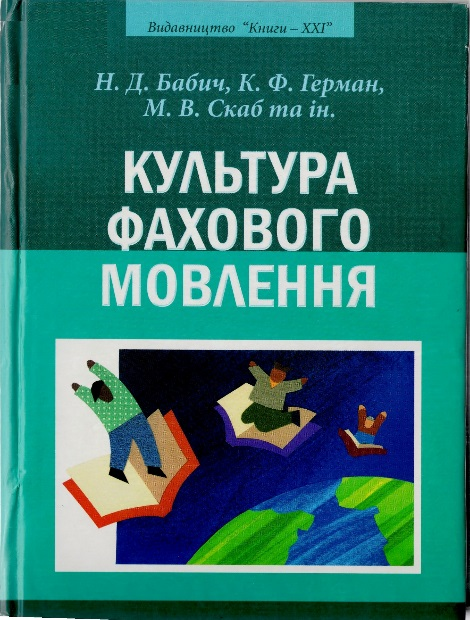 Видавництво “Книги – XXI”
Н. Д. Бабич, К. Ф. Герман,
М. В. Скаб та ін.
КУЛЬТУРА
ФАХОВОГО
МОВЛЕННЯ